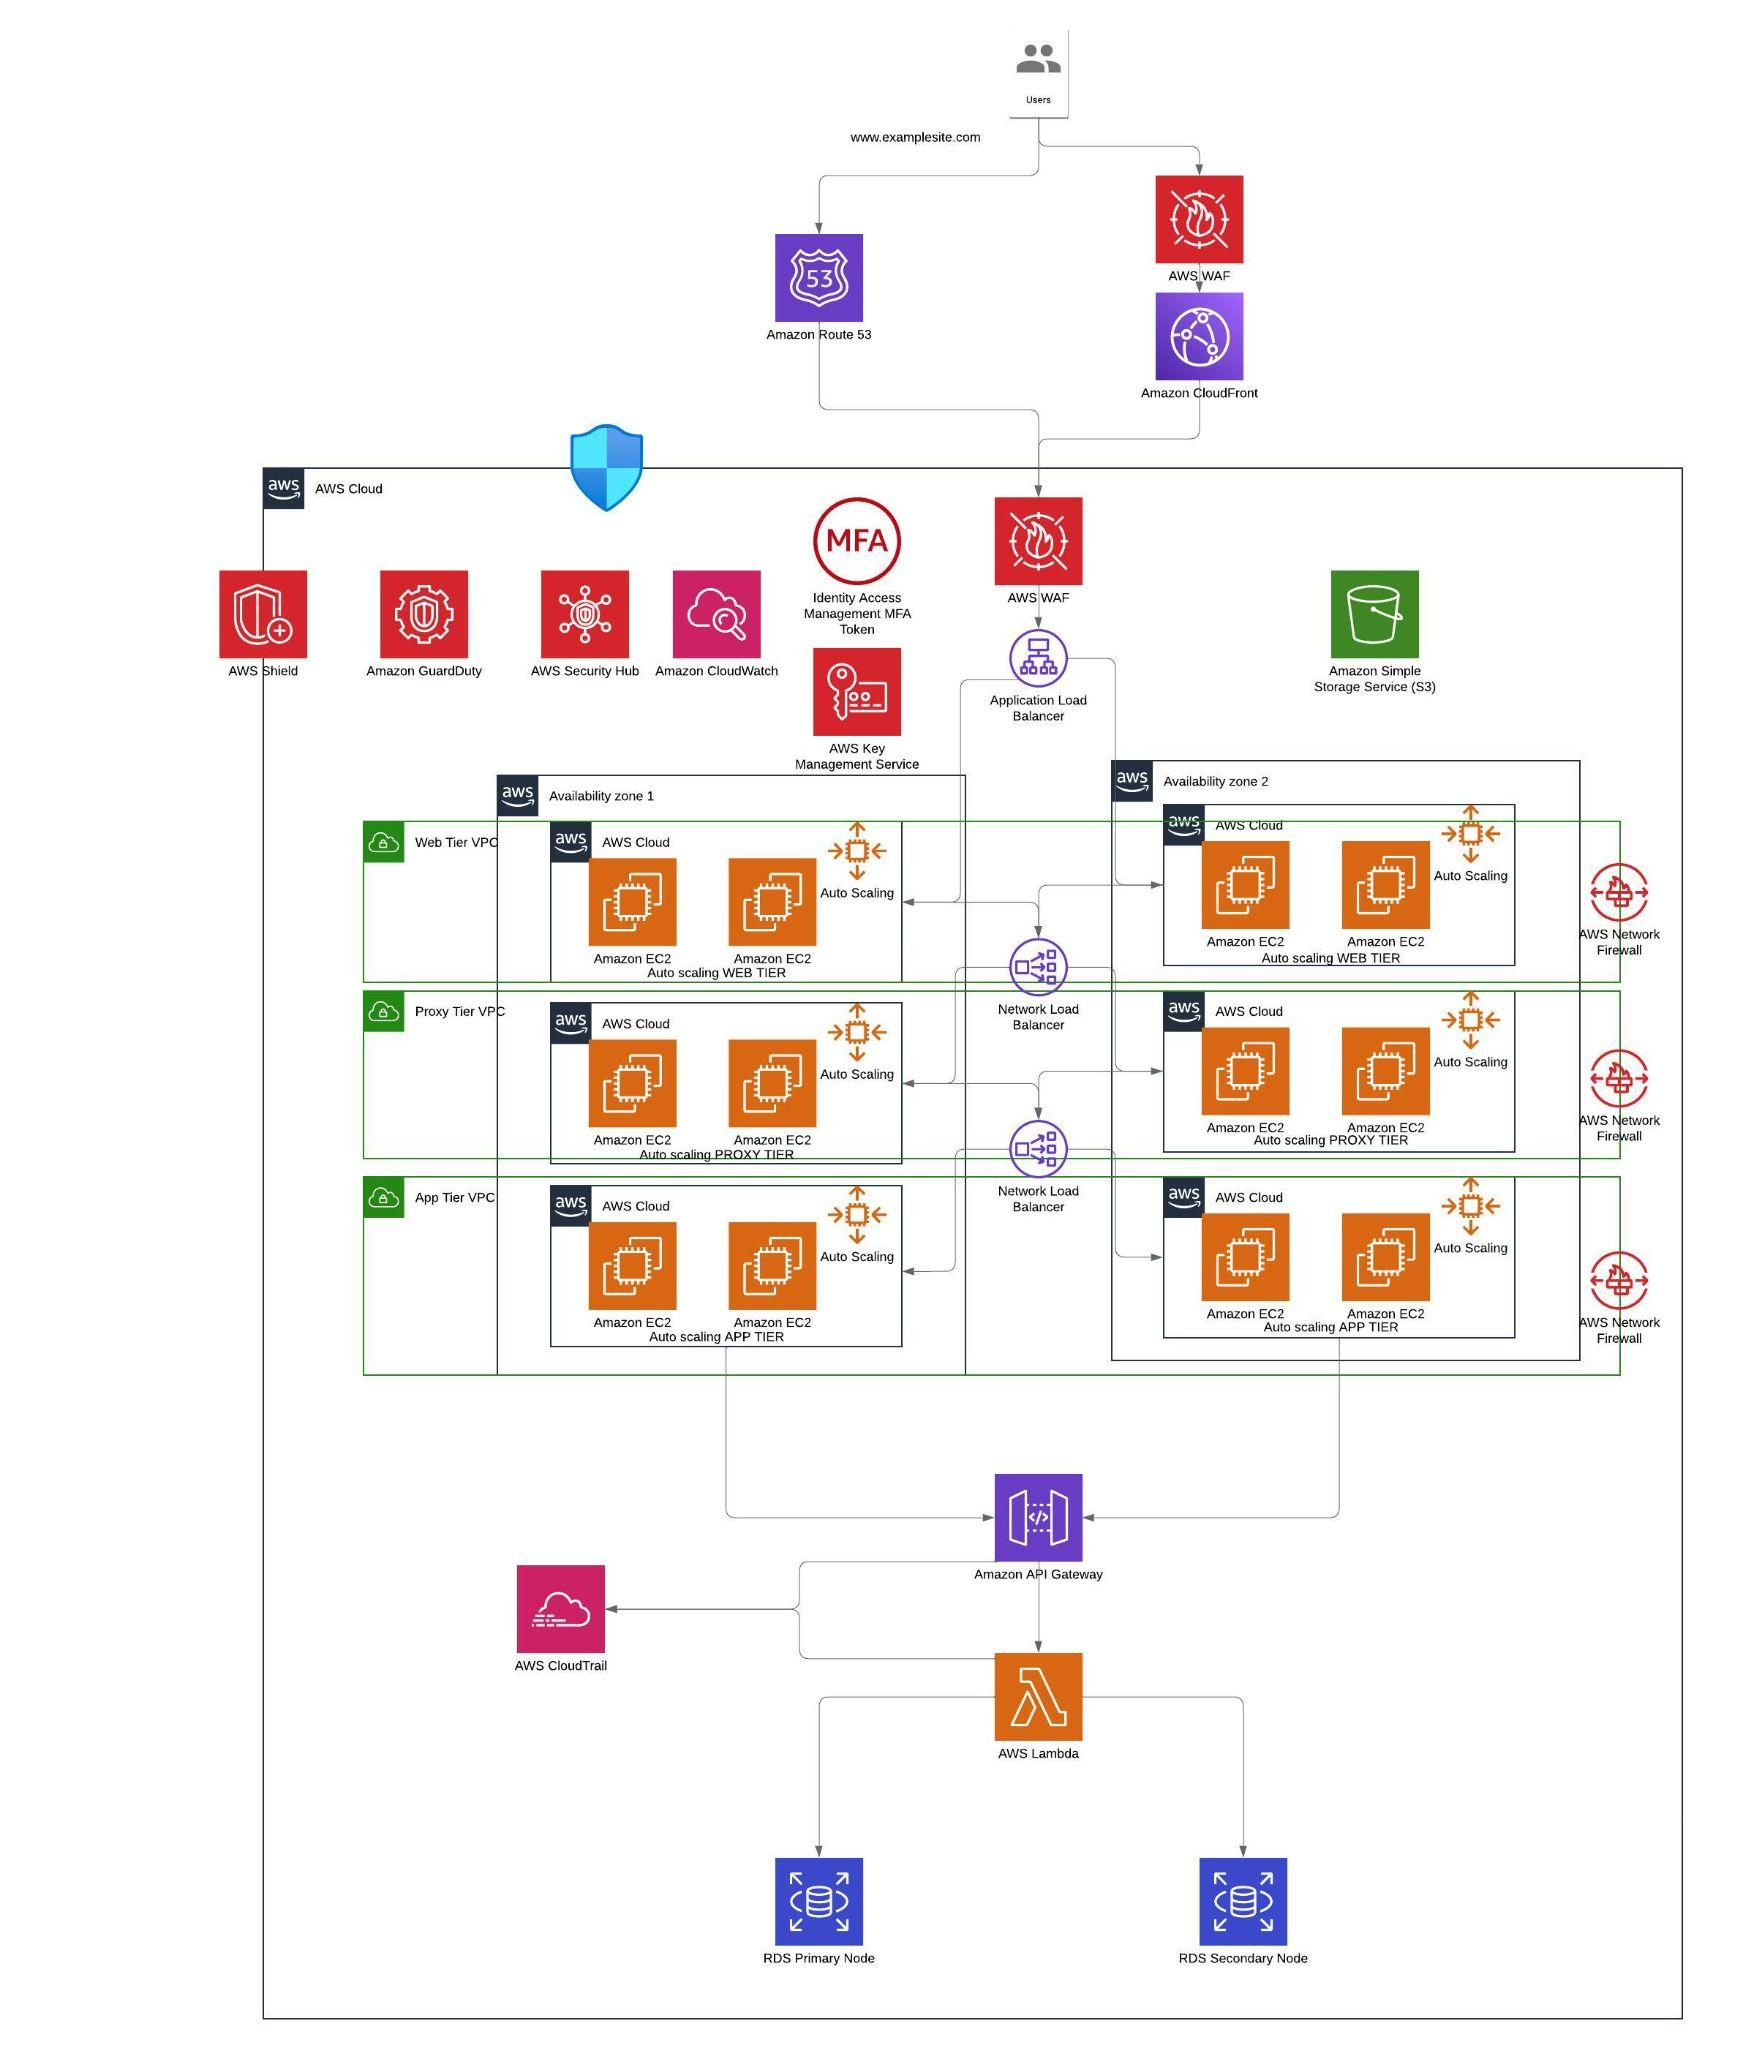 Users
www.examplesite.com
AWS WAF
53
Amazon Route 53
Amazon CloudFront
aws
AWS Cloud
MFA
Identity Access
Management MFA
Token
AWS WAF
AWS Shield
Amazon GuardDuty
AWS Security Hub
Amazon CloudWatch
Amazon Simple
Storage Service (S3)
Application Load
Balancer
AWS Key
Management Service
aws
Availability zone 1
aws
Availability zone 2
Web Tier VPC
aws
AWS Cloud
Auto Scaling
Amazon EC2
Amazon EC2
Auto scaling WEB TIER
aws
AWS Cloud
Auto Scaling
Amazon EC2
Amazon EC2
Auto scaling WEB TIER
AWS Network
Firewall
Network Load
Balancer
Proxy Tier VPC
aws
AWS Cloud
Auto Scaling
Amazon EC2
Amazon EC2
Auto scaling PROXY TIER
aws
AWS Cloud
Auto Scaling
Amazon EC2
Amazon EC2
Auto scaling PROXY TIER
AWS Network
Firewall
Network Load
Balancer
App Tier VPC
aws
AWS Cloud
Auto Scaling
Amazon EC2
Amazon EC2
Auto scaling APP TIER
aws
AWS Cloud
Auto Scaling
Amazon EC2
Amazon EC2
Auto scaling APP TIER
AWS Network
Firewall
</>
Amazon API Gateway
AWS CloudTrail
AWS Lambda
RDS Primary Node
RDS Secondary Node